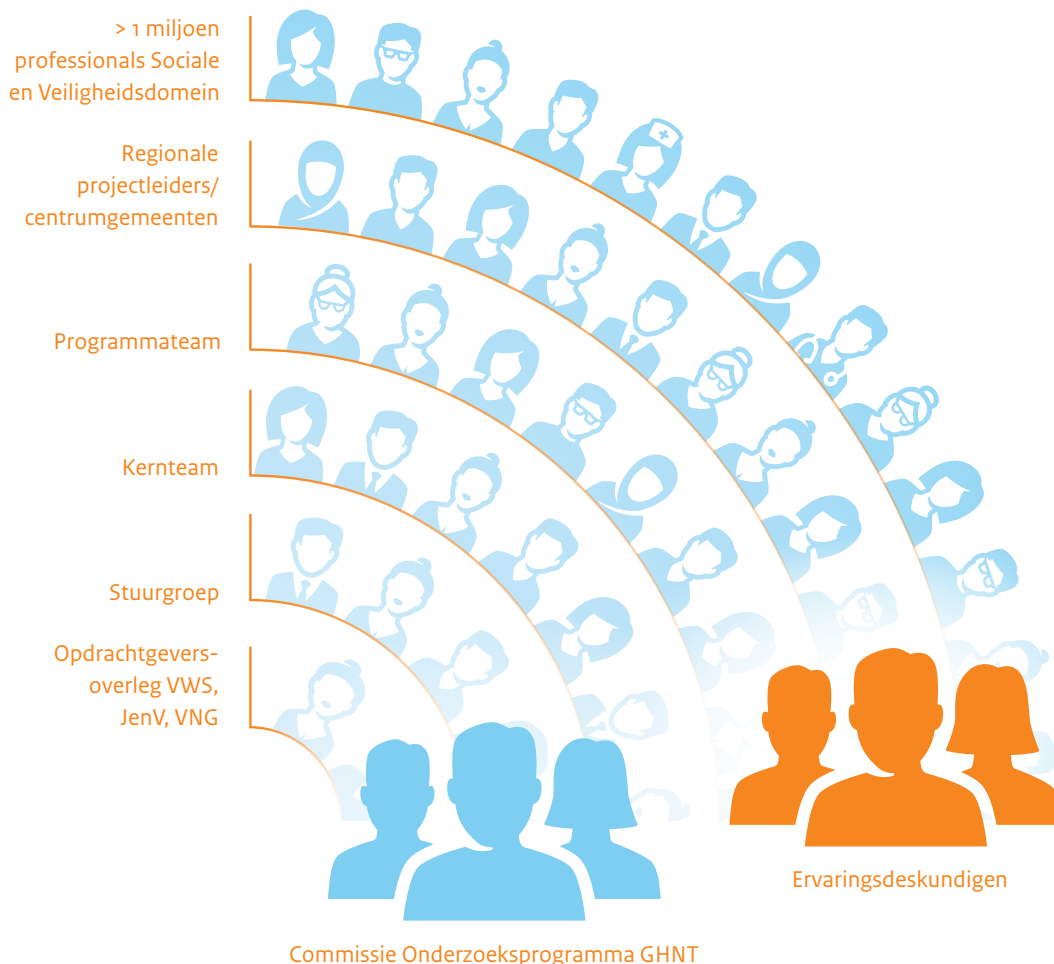 > 1 miljoen
professionals Sociale
en Veiligheidsdomein
Regionale
projectleiders/
centrumgemeenten
Programmateam
Kernteam
Stuurgroep
Opdrachtgevers-
overleg VWS,
JenV, VNG
Ervaringsdeskundigen
Commissie Onderzoeksprogramma GHNT